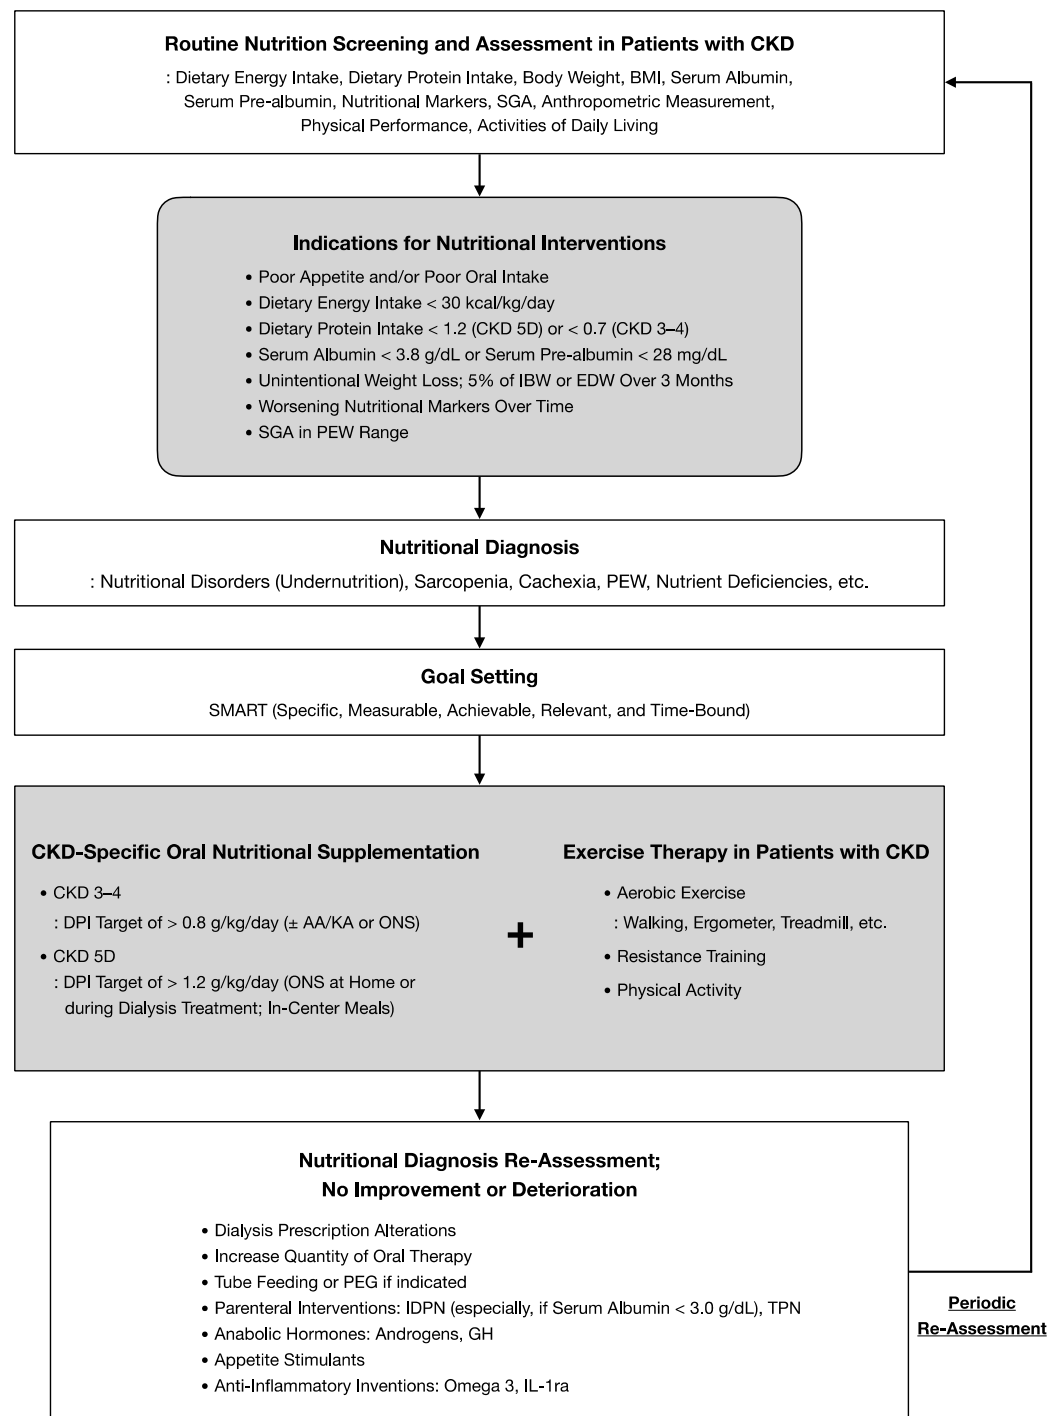 Routine Nutrition Screening and Assessment in Patients with CKD
: Dietary Energy Intake, Dietary Protein Intake, Body Weight, BMI, Serum Albumin,
Serum Pre-albumin, Nutritional Markers, SGA, Anthropometric Measurement,
Physical Performance, Activities of Daily Living
Indications for Nutritional Interventions
• Poor Appetite and/or Poor Oral Intake
• Dietary Energy Intake < 30 kcal/kg/day
• Dietary Protein Intake < 1.2 (CKD 5D) or < 0.7 (CKD 3–4)
• Serum Albumin < 3.8 g/dL or Serum Pre-albumin < 28 mg/dL
• Unintentional Weight Loss; 5% of IBW or EDW Over 3 Months
• Worsening Nutritional Markers Over Time
• SGA in PEW Range
Nutritional Diagnosis
: Nutritional Disorders (Undernutrition), Sarcopenia, Cachexia, PEW, Nutrient Deficiencies, etc.
Goal Setting
SMART (Specific, Measurable, Achievable, Relevant, and Time-Bound)
CKD-Specific Oral Nutritional Supplementation
• CKD 3–4
: DPI Target of > 0.8 g/kg/day (± AA/KA or ONS)
• CKD 5D
: DPI Target of > 1.2 g/kg/day (ONS at Home or
during Dialysis Treatment; In-Center Meals)
+
Exercise Therapy in Patients with CKD
• Aerobic Exercise
: Walking, Ergometer, Treadmill, etc.
• Resistance Training
• Physical Activity
Nutritional Diagnosis Re-Assessment;
No Improvement or Deterioration
• Dialysis Prescription Alterations
• Increase Quantity of Oral Therapy
• Tube Feeding or PEG if indicated
• Parenteral Interventions: IDPN (especially, if Serum Albumin < 3.0 g/dL), TPN
• Anabolic Hormones: Androgens, GH
• Appetite Stimulants
• Anti-Inflammatory Inventions: Omega 3, IL-1ra
Periodic
Re-Assessment